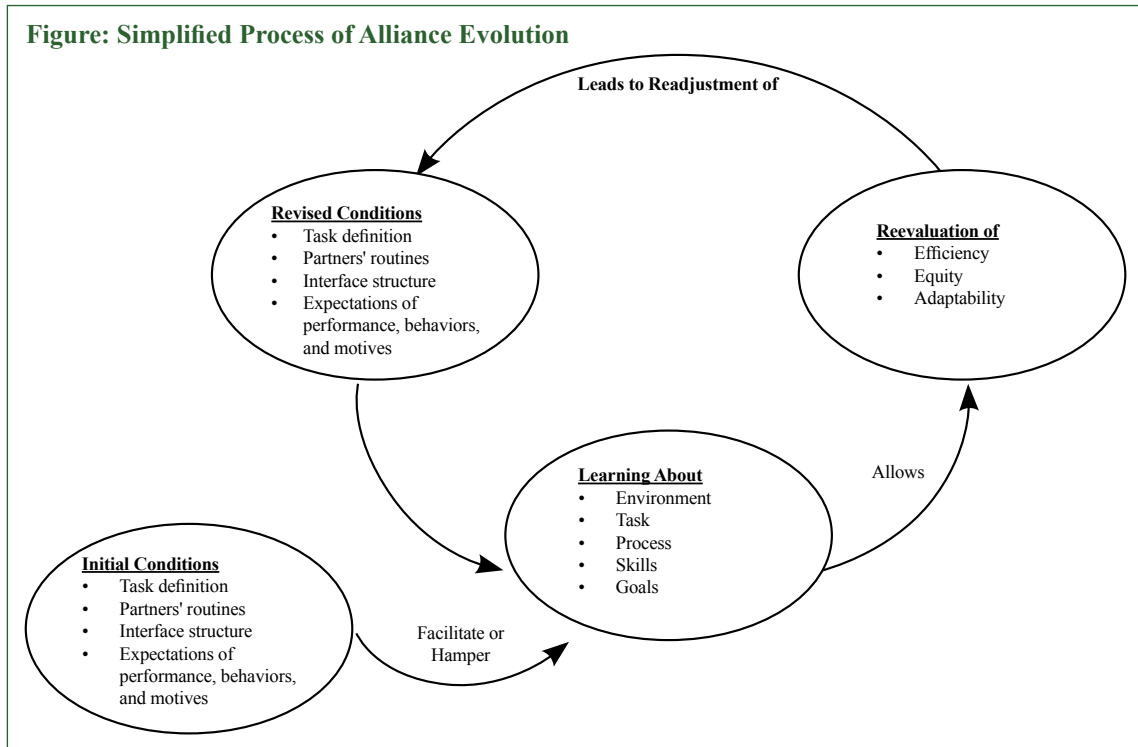 Figure: Simplified Process of Alliance Evolution
Leads to Readjustment of
Revised Conditions
• Task definition
• Partners' routines
• Interface structure
• Expectations of
performance, behaviors,
and motives
Reevaluation of
• Efficiency
• Equity
• Adaptability
Allows
Learning About
• Environment
• Task
• Process
• Skills
• Goals
Initial Conditions
• Task definition
• Partners' routines
• Interface structure
• Expectations of
performance, behaviors,
and motives
Facilitate or
Hamper